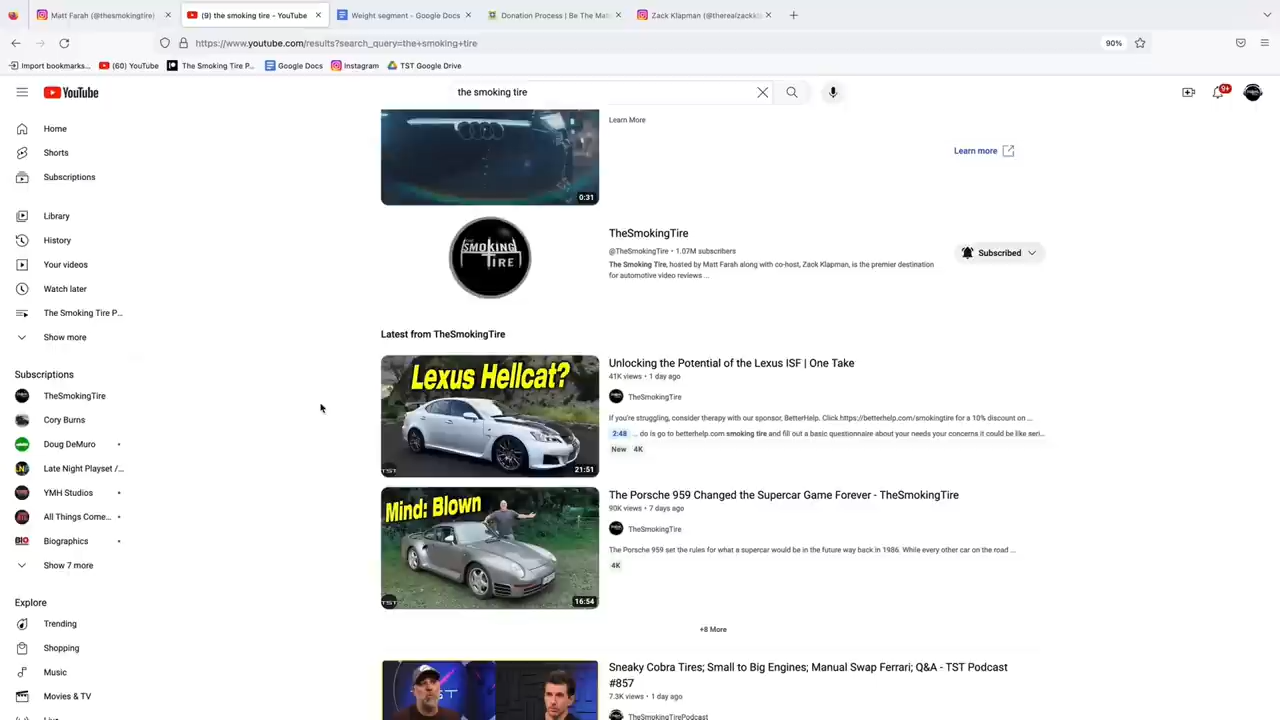 Matt Farah (@thesmokingtire)
(9) the smoking tire - YouTube
Weight segment - Google Docs
Donation Process | Be The Mat
Zack Klapman (@therealzackk
https://www.youtube.com/results?search_query=the+smoking+tire
90%
Import bookmarks...
(60) YouTube
The Smoking Tire P...
Google Docs
Instagram
TST Google Drive
YouTube
the smoking tire
9+
Home
Shorts
Subscriptions
Library
History
Your videos
Watch later
The Smoking Tire P...
Show more
Subscriptions
TheSmokingTire
Cory Burns
Doug DeMuro
Late Night Playset /...
YMH Studios
All Things Come...
Biographics
Show 7 more
Explore
Trending
Shopping
Music
Movies & TV
Learn More
Learn more
0:31
THE
SMOKING
TIRE
TheSmokingTire
@TheSmokingTire • 1.07M subscribers
The Smoking Tire, hosted by Matt Farah along with co-host, Zack Klapman, is the premier destination
for automotive video reviews ...
Subscribed
Latest from TheSmokingTire
Lexus Hellcat?
TST
21:51
Unlocking the Potential of the Lexus ISF | One Take
41K views • 1 day ago
TheSmokingTire
If you're struggling, consider therapy with our sponsor, BetterHelp. Click https://betterhelp.com/smokingtire for a 10% discount on ...
2:48 ... do is go to betterhelp.com smoking tire and fill out a basic questionnaire about your needs your concerns it could be like seri...
New 4K
Mind: Blown
TST
16:54
The Porsche 959 Changed the Supercar Game Forever - TheSmokingTire
90K views • 7 days ago
TheSmokingTire
The Porsche 959 set the rules for what a supercar would be in the future way back in 1986. While every other car on the road ...
4K
+8 More
Sneaky Cobra Tires; Small to Big Engines; Manual Swap Ferrari; Q&A - TST Podcast
#857
7.3K views • 1 day ago
TheSmokingTirePodcast